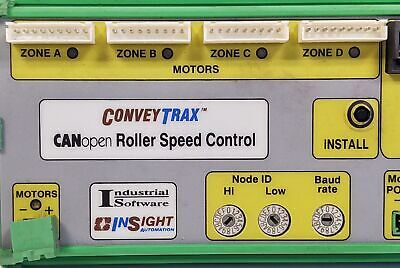 ZONE A ZONE B ZONE C ZONE D
MOTORS
CONVEYTRAX™
CANopen Roller Speed Control
INSTALL
MOTORS
- +
Industrial
Software
INSIGHT
AUTOMATION
Node ID
Hi Low
Baud
rate